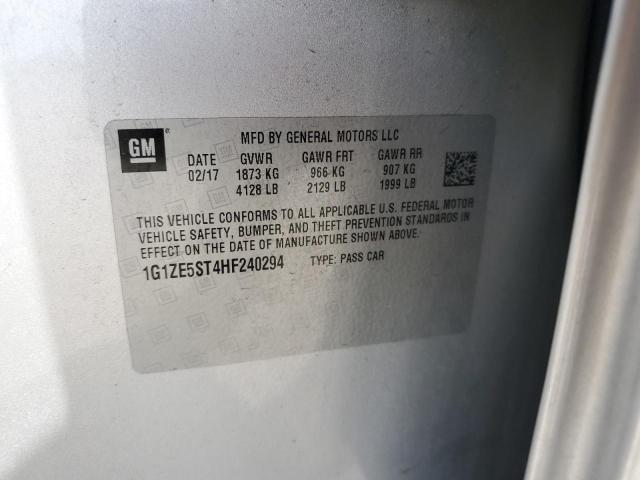 GM ®
MFD BY GENERAL MOTORS LLC
DATE GVWR GAWR FRT GAWR RR
02/17 1873 KG 966 KG 907 KG
4128 LB 2129 LB 1999 LB
THIS VEHICLE CONFORMS TO ALL APPLICABLE U.S. FEDERAL MOTOR
VEHICLE SAFETY, BUMPER, AND THEFT PREVENTION STANDARDS IN
EFFECT ON THE DATE OF MANUFACTURE SHOWN ABOVE.
1G1ZE5ST4HF240294 TYPE: PASS CAR